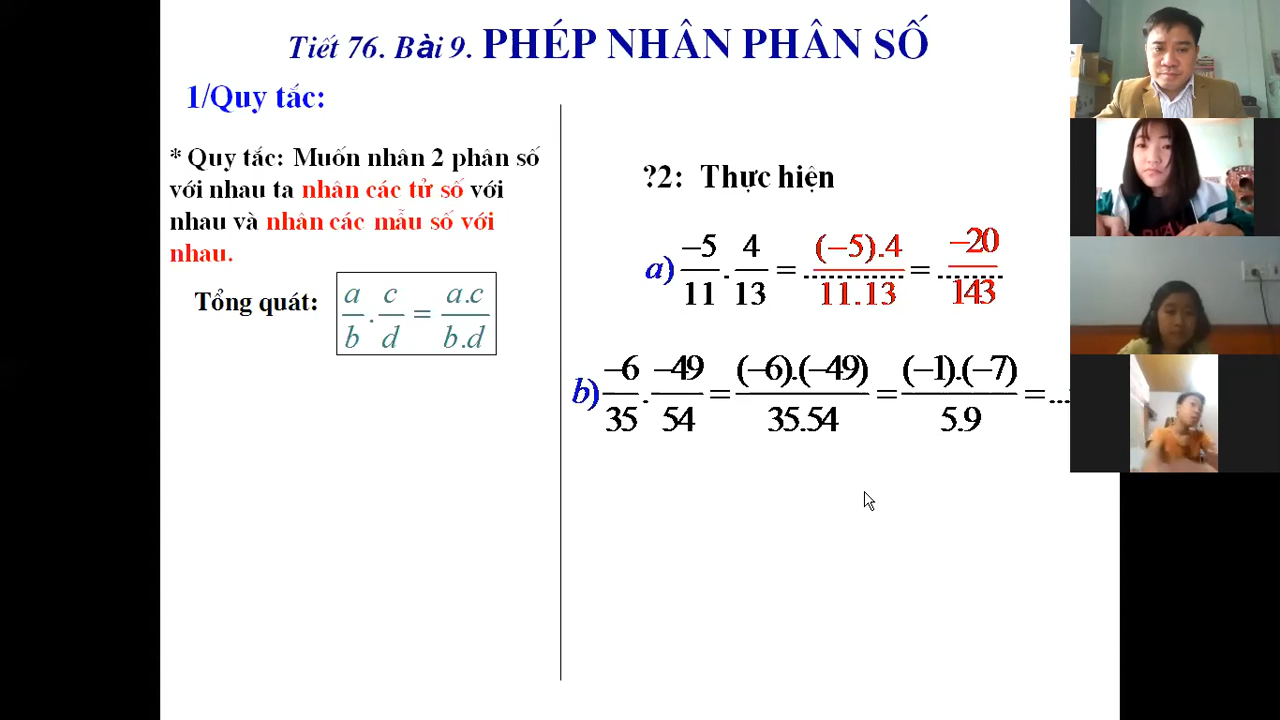 Tiết 76. Bài 9. PHÉP NHÂN PHÂN SỐ
1/Quy tắc:
* Quy tắc: Muốn nhân 2 phân số
với nhau ta nhân các tử số với
nhau và nhân các mẫu số với
nhau.
Tổng quát: a/b . c/d = a.c/b.d
?2: Thực hiện
a) –5/11 . 4/13 = (–5).4/11.13 = –20/143
b) –6/35 . –49/54 = (–6).(–49)/35.54 = (–1).(–7)/5.9 = ...